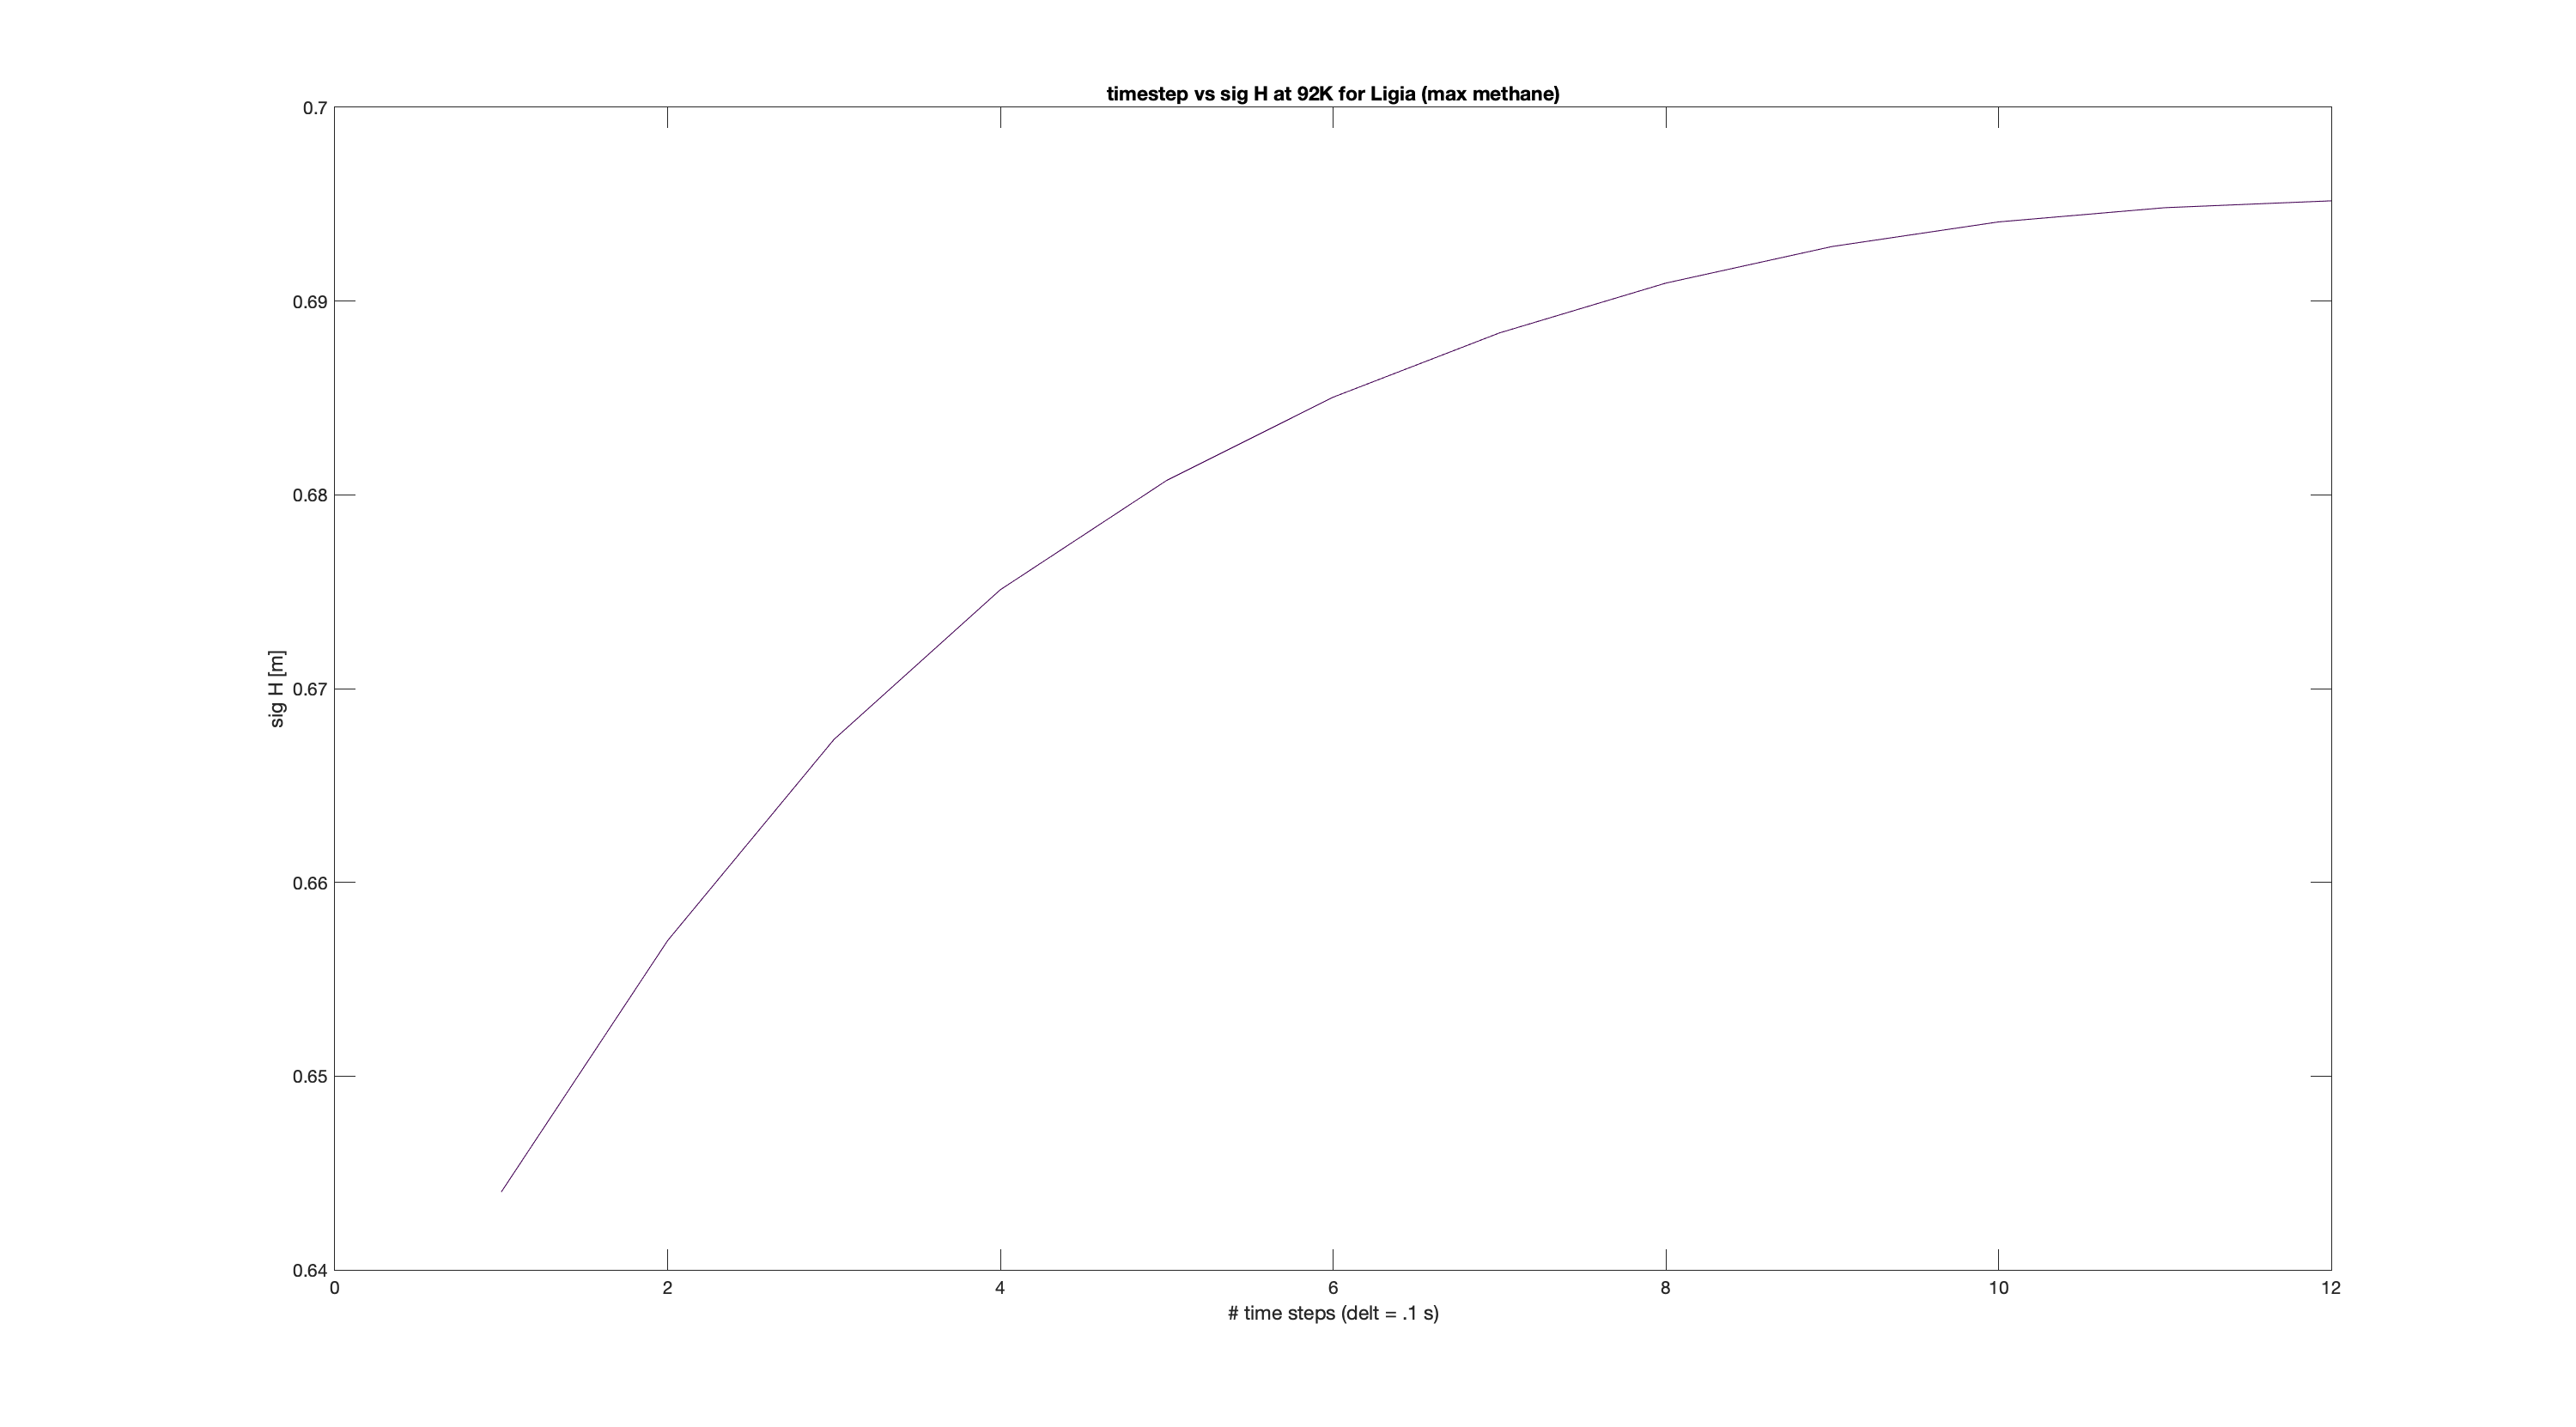 timestep vs sig H at 92K for Ligia (max methane)
0.7
0.69
0.68
0.67
0.66
0.65
0.64
sig H [m]
0 2 4 6 8 10 12
# time steps (delt = .1 s)